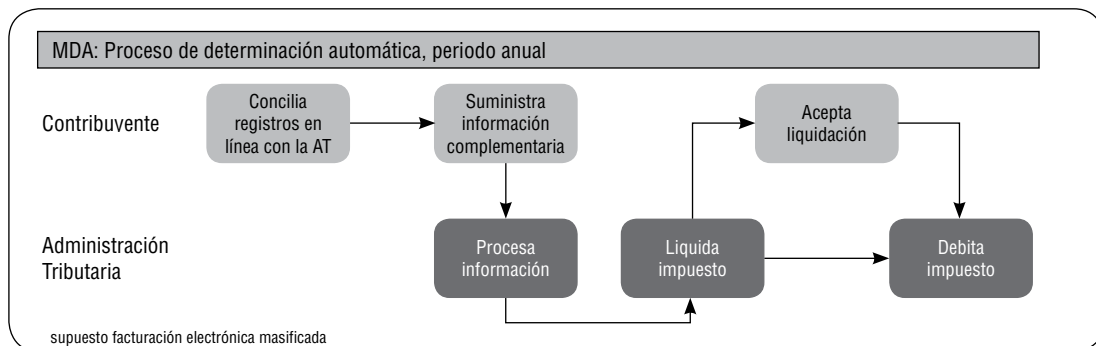 MDA: Proceso de determinación automática, periodo anual
Contribuyente
Concilia
registros en
línea con la AT
Suministra
información
complementaria
Acepta
liquidación
Administración
Tributaria
Procesa
información
Liquida
impuesto
Debita
impuesto
supuesto facturación electrónica masificada